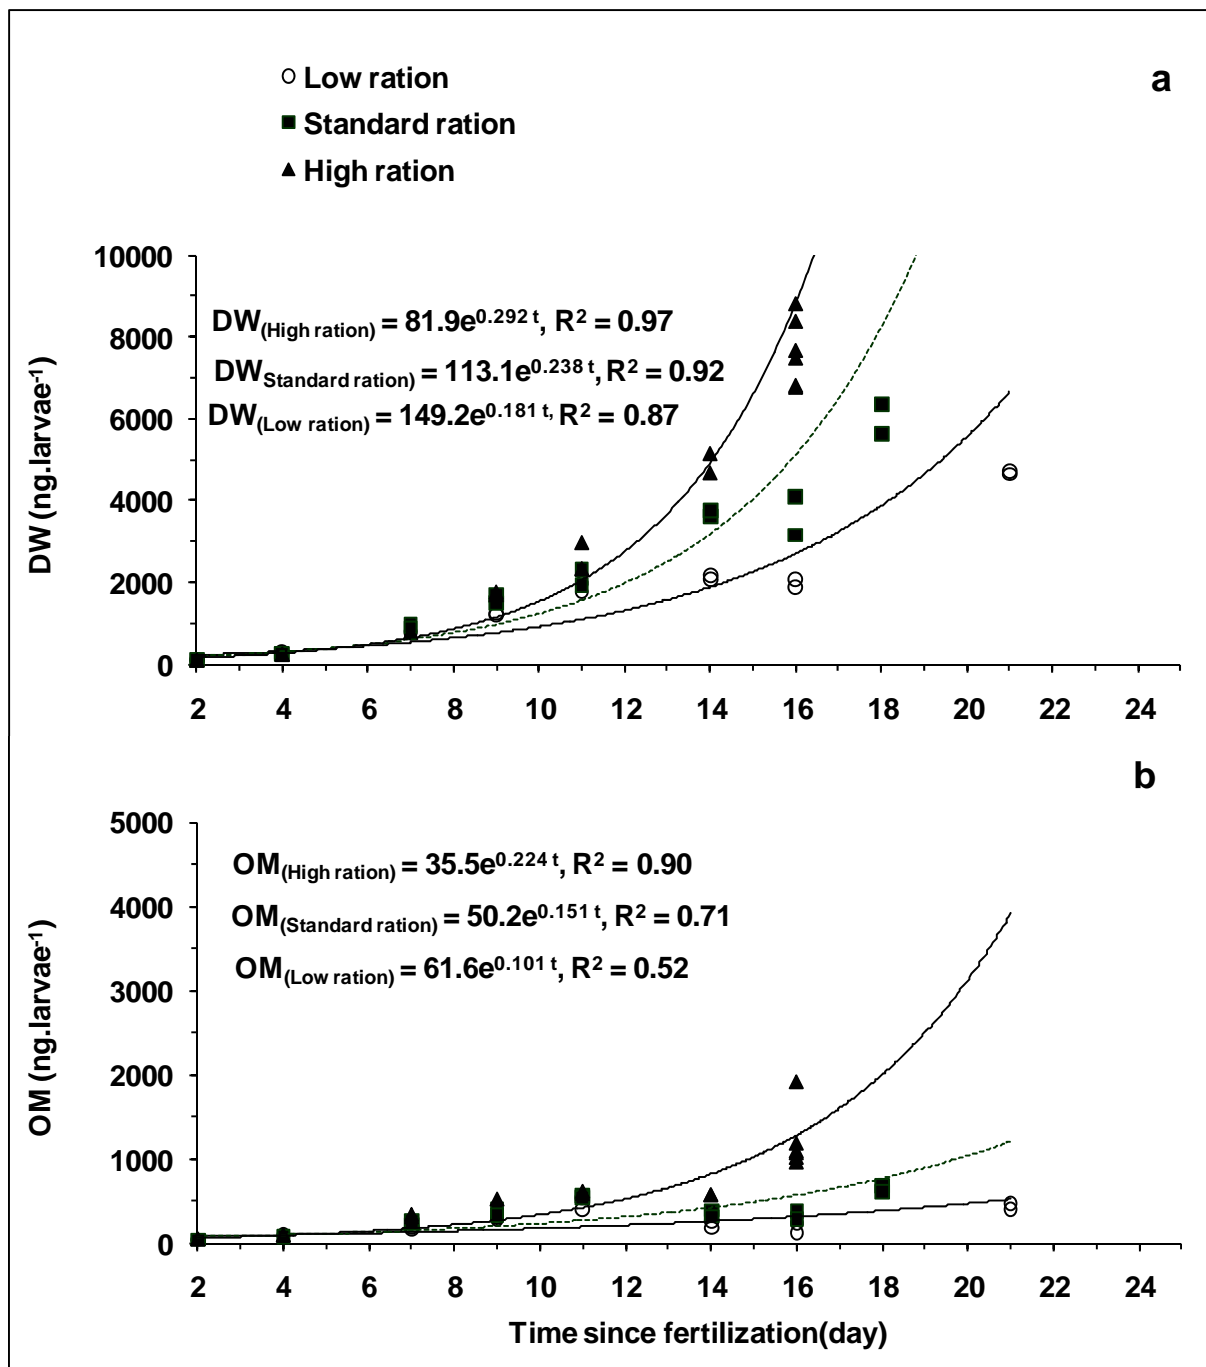 Low ration
a
Standard ration
High ration
10000
DW(High ration) = 81.9e0.292 t, R2 = 0.97
8000
DWStandard ration) = 113.1e0.238 t, R2 = 0.92
DW(Low ration) = 149.2e0.181 t, R2 = 0.87
6000
4000
2000
0
DW (ng.larvae-1)
2 4 6 8 10 12 14 16 18 20 22 24
b
5000
OM(High ration) = 35.5e0.224 t, R2 = 0.90
4000
OM(Standard ration) = 50.2e0.151 t, R2 = 0.71
OM(Low ration) = 61.6e0.101 t, R2 = 0.52
3000
2000
1000
0
OM (ng.larvae-1)
2 4 6 8 10 12 14 16 18 20 22 24
Time since fertilization(day)